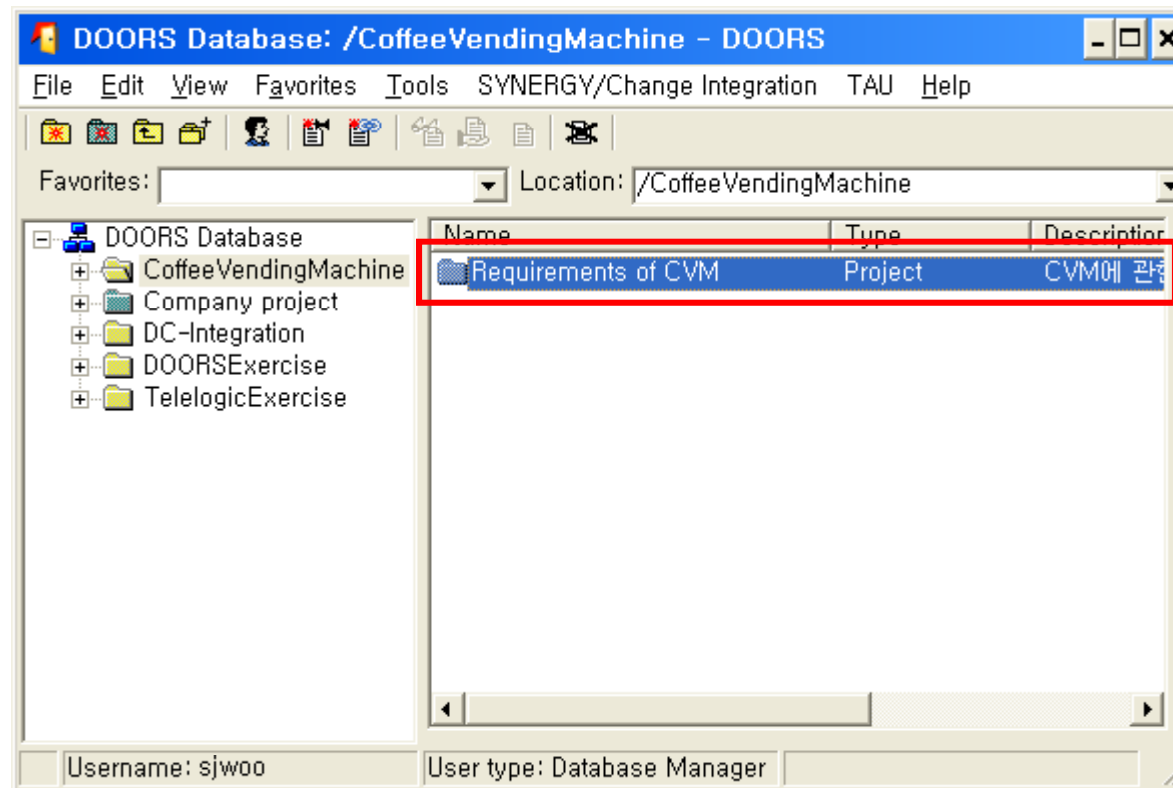 DOORS Database: /CoffeeVendingMachine - DOORS
File Edit View Favorites Tools SYNERGY/Change Integration TAU Help
Favorites: Location: /CoffeeVendingMachine
DOORS Database
CoffeeVendingMachine
Company project
DC-Integration
DOORSExercise
TelelogicExercise
Name Type Description
Requirements of CVM Project CVM에
Username: sjwoo User type: Database Manager